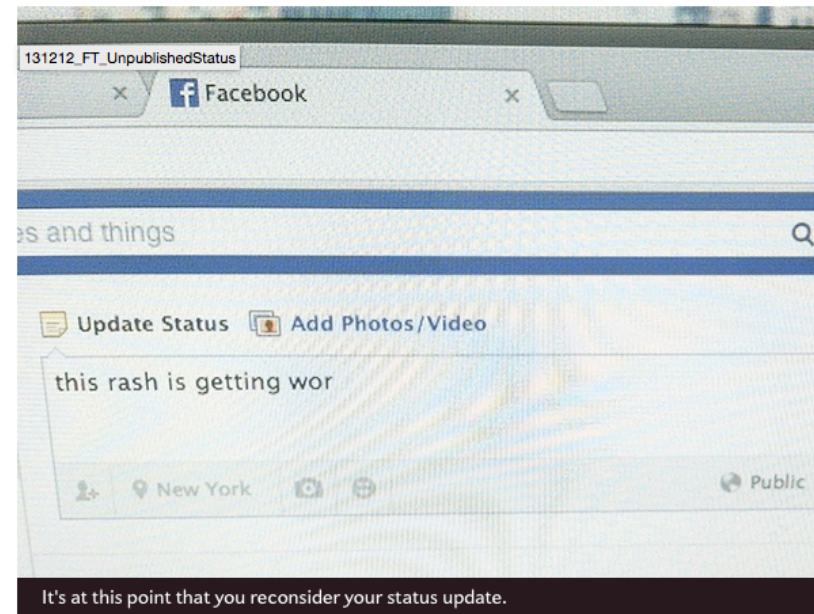 131212_FT_UnpublishedStatus
Facebook
es and things
Update Status Add Photos/Video
this rash is getting wor
New York
Public
It's at this point that you reconsider your status update.